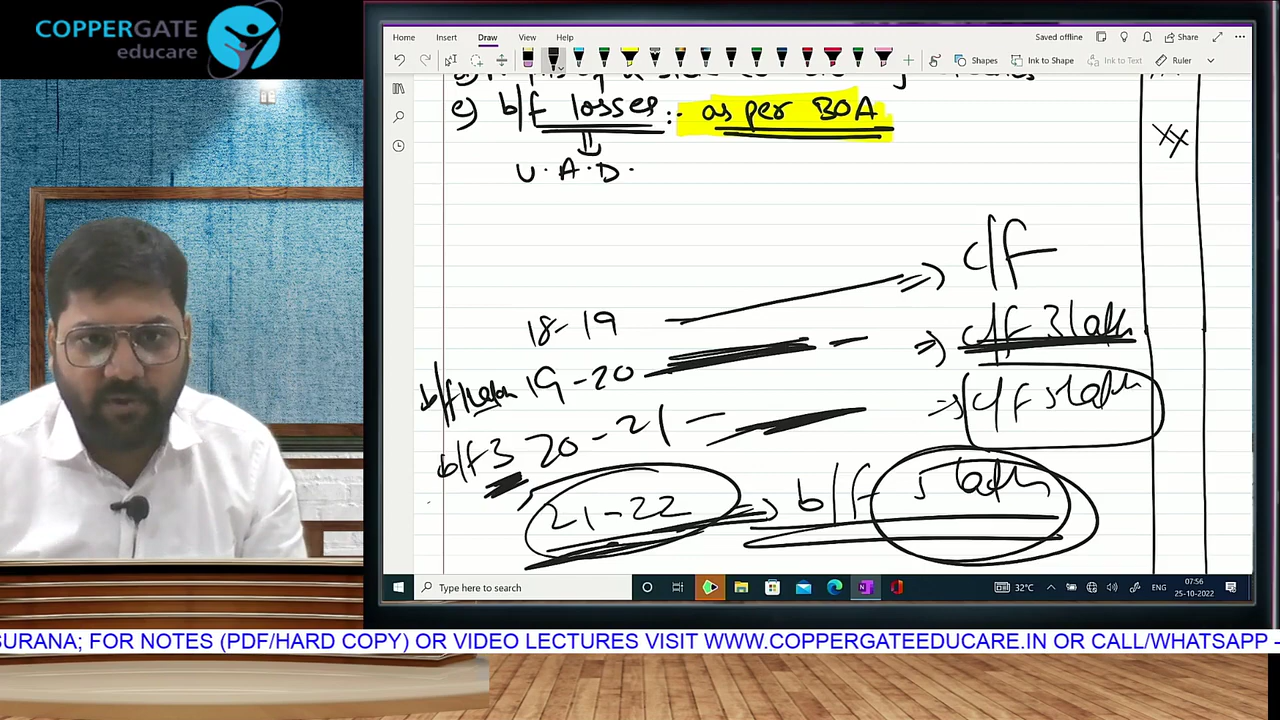 COPPERGATE
educare
Home Insert Draw View Help
Saved offline
Share
Shapes
Ink to Shape
Ruler
e) b/f losses :- as per BOA
U.A.D.
18-19 => c/f
19-20 => c/f 3 lakh
b/f 3 20-21 => c/f 5 lakh
21-22 => b/f 5 lakh
Type here to search
32°C
ENG
07:56
25-10-2022
SURANA; FOR NOTES (PDF/HARD COPY) OR VIDEO LECTURES VISIT WWW.COPPERGATEEDUCARE.IN OR CALL/WHATSAPP -